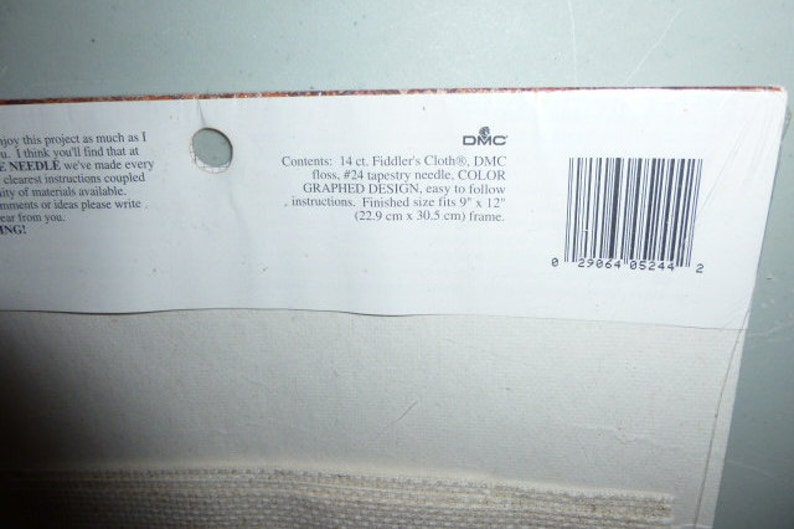 njoy this project as much as I
u. I think you'll find that at
E NEEDLE we've made every
clearest instructions coupled
ity of materials available.
mments or ideas please write
ear from you.
ING!
DMC
Contents: 14 ct. Fiddler's Cloth®, DMC
floss, #24 tapestry needle, COLOR
GRAPHED DESIGN, easy to follow
instructions. Finished size fits 9" x 12"
(22.9 cm x 30.5 cm) frame.
0 29064 05244 2